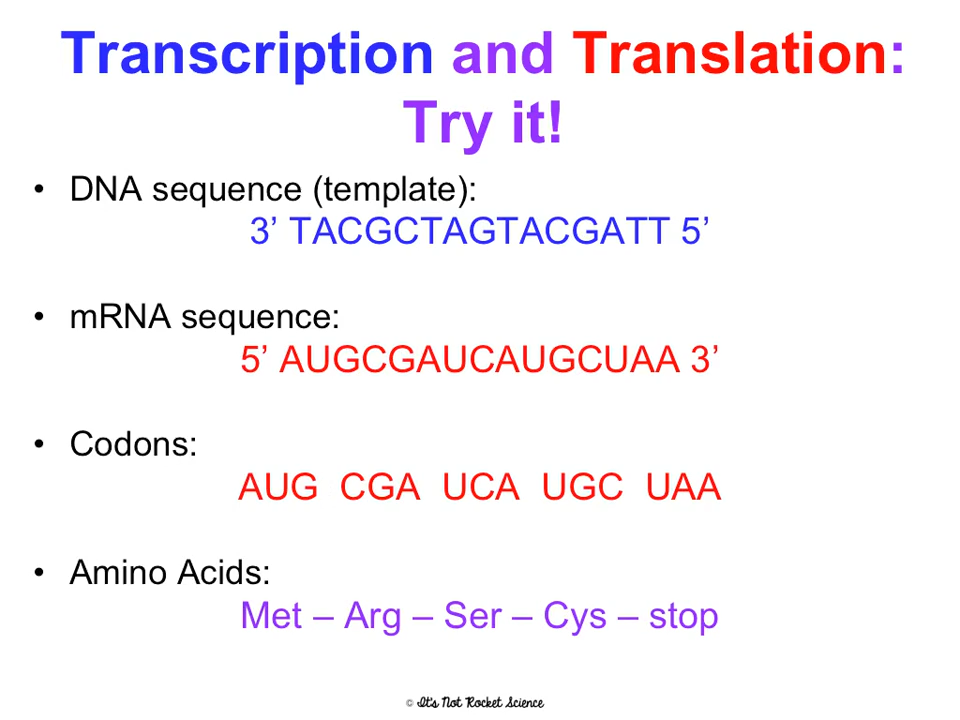 Transcription and Translation:
Try it!
• DNA sequence (template):
3’ TACGCTAGTACGATT 5’
• mRNA sequence:
5’ AUGCGAUCAUGCUAA 3’
• Codons:
AUG CGA UCA UGC UAA
• Amino Acids:
Met – Arg – Ser – Cys – stop
© It's Not Rocket Science